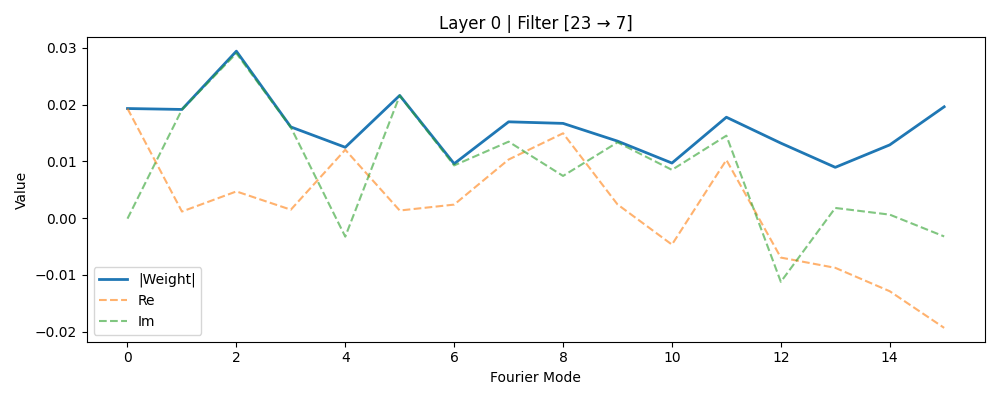 Layer 0 | Filter [23 → 7]
Value
0.03
0.02
0.01
0.00
−0.01
−0.02
|Weight|
Re
Im
0 2 4 6 8 10 12 14
Fourier Mode